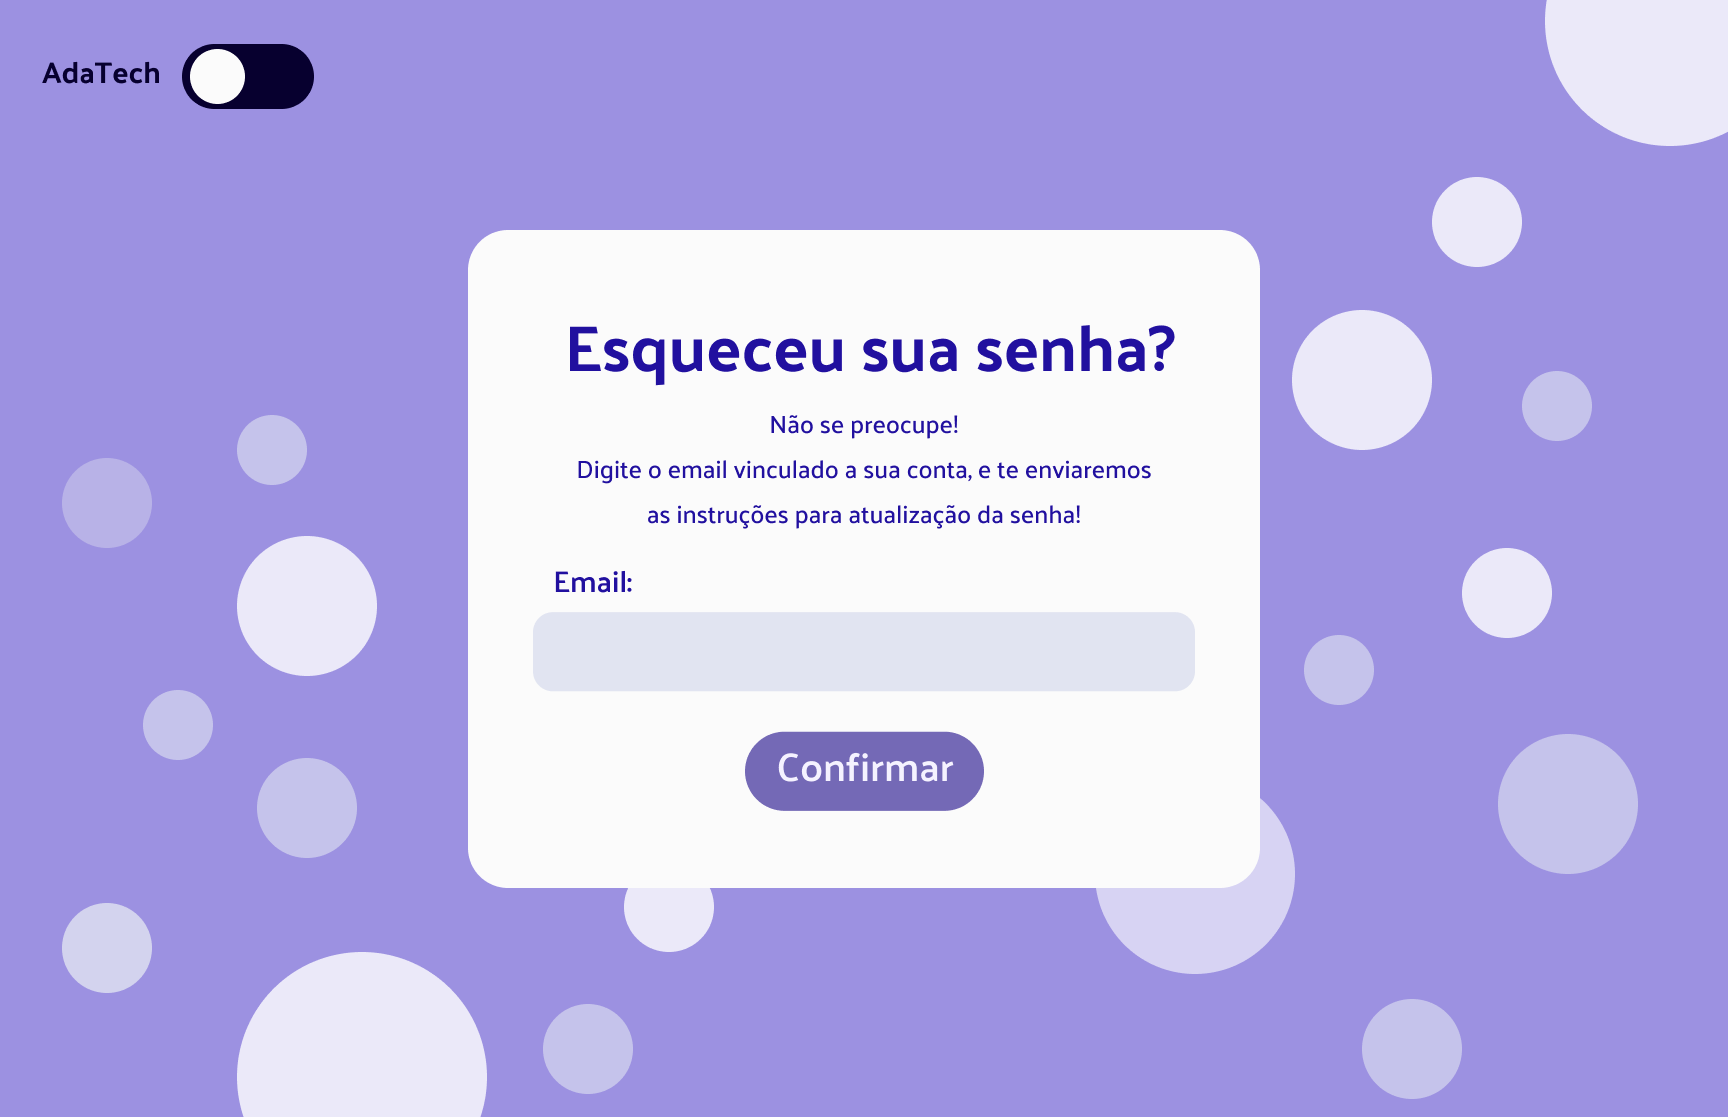 AdaTech
Esqueceu sua senha?
Não se preocupe!
Digite o email vinculado a sua conta, e te enviaremos
as instruções para atualização da senha!
Email:
Confirmar